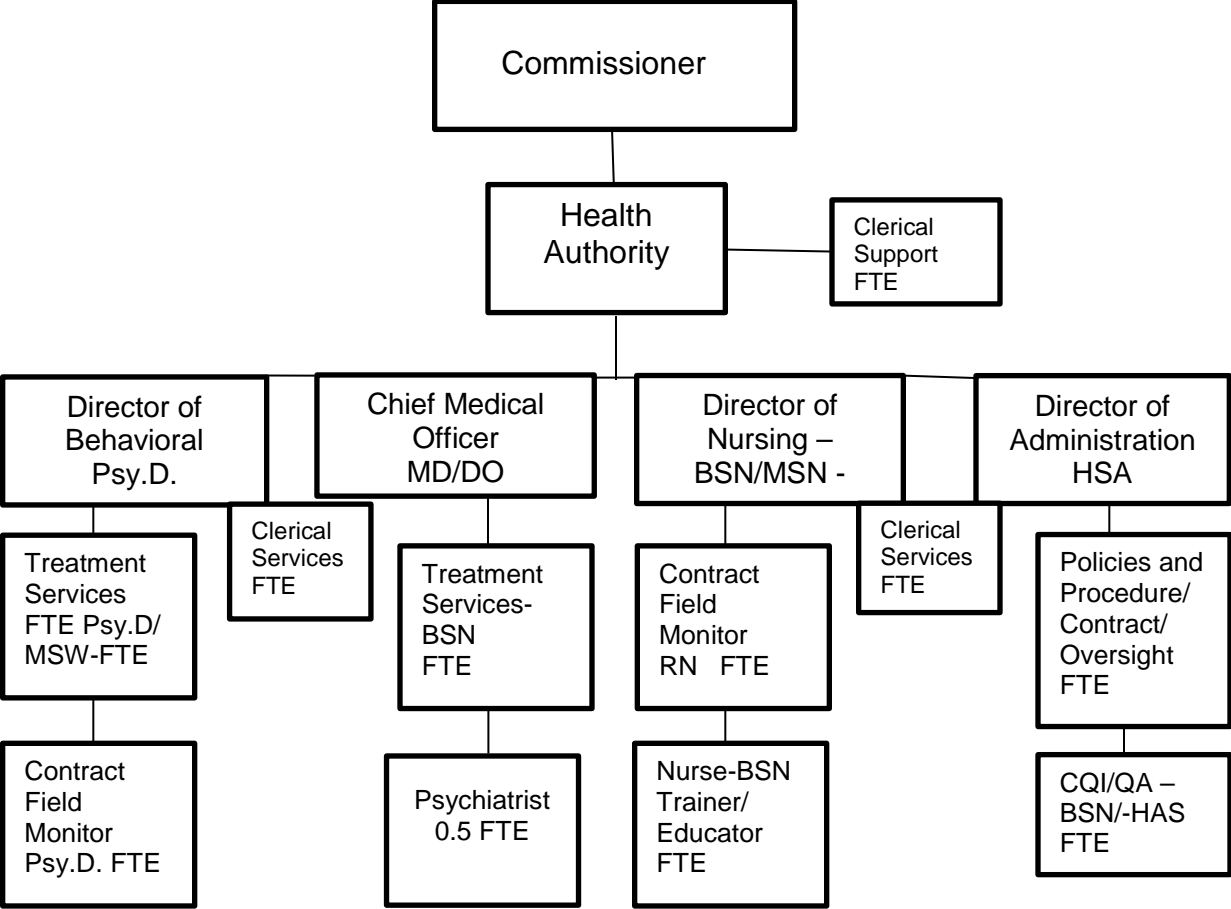 Commissioner
Health
Authority
Clerical
Support
FTE
Director of
Behavioral
Psy.D.
Chief Medical
Officer
MD/DO
Director of
Nursing –
BSN/MSN -
Director of
Administration
HSA
Treatment
Services
FTE Psy.D/
MSW-FTE
Clerical
Services
FTE
Treatment
Services-
BSN
FTE
Contract
Field
Monitor
RN   FTE
Clerical
Services
FTE
Policies and
Procedure/
Contract/
Oversight
FTE
Contract
Field
Monitor
Psy.D. FTE
Psychiatrist
0.5 FTE
Nurse-BSN
Trainer/
Educator
FTE
CQI/QA –
BSN/-HAS
FTE